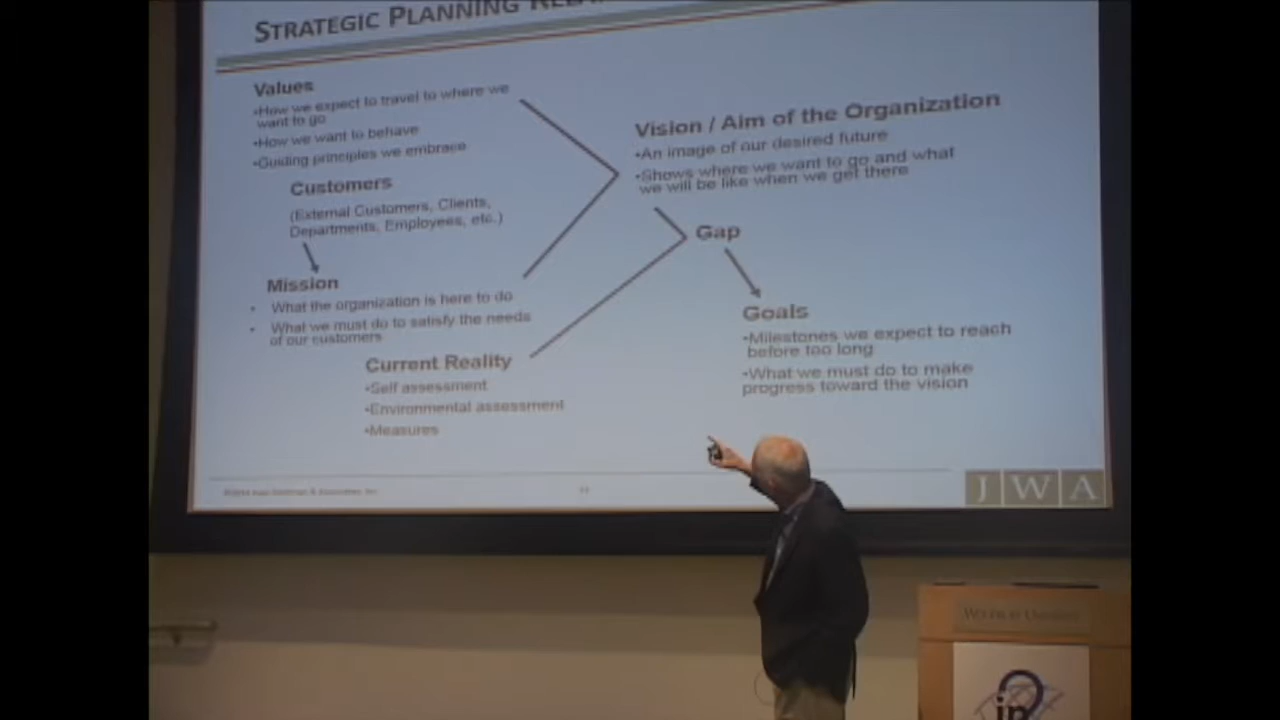 STRATEGIC PLANNING
Values
•How we expect to travel to where we
want to go
•How we want to behave
•Guiding principles we embrace
Customers
(External Customers, Clients,
Departments, Employees, etc.)
Mission
• What the organization is here to do
• What we must do to satisfy the needs
of our customers
Current Reality
•Self assessment
•Environmental assessment
•Measures
Vision / Aim of the Organization
•An image of our desired future
•Shows where we want to go and what
we will be like when we get there
Gap
Goals
•Milestones we expect to reach
before too long
•What we must do to make
progress toward the vision
JWA
in